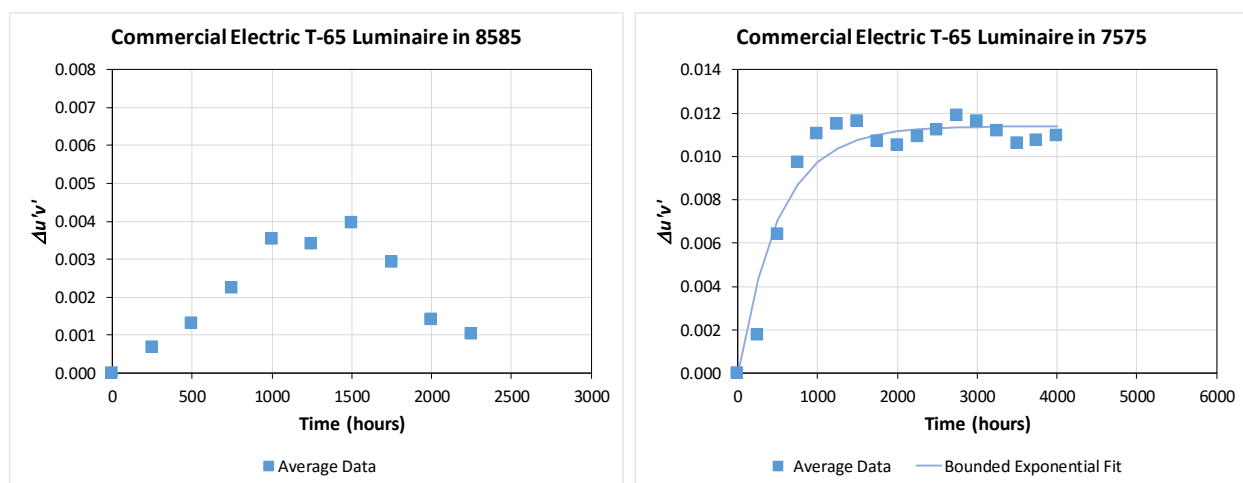 Commercial Electric T-65 Luminaire in 8585
0.008
0.007
0.006
0.005
0.004
0.003
0.002
0.001
0.000
Δu'v'
0 500 1000 1500 2000 2500 3000
Time (hours)
Average Data
Commercial Electric T-65 Luminaire in 7575
0.014
0.012
0.010
0.008
0.006
0.004
0.002
0.000
Δu'v'
0 1000 2000 3000 4000 5000 6000
Time (hours)
Average Data Bounded Exponential Fit